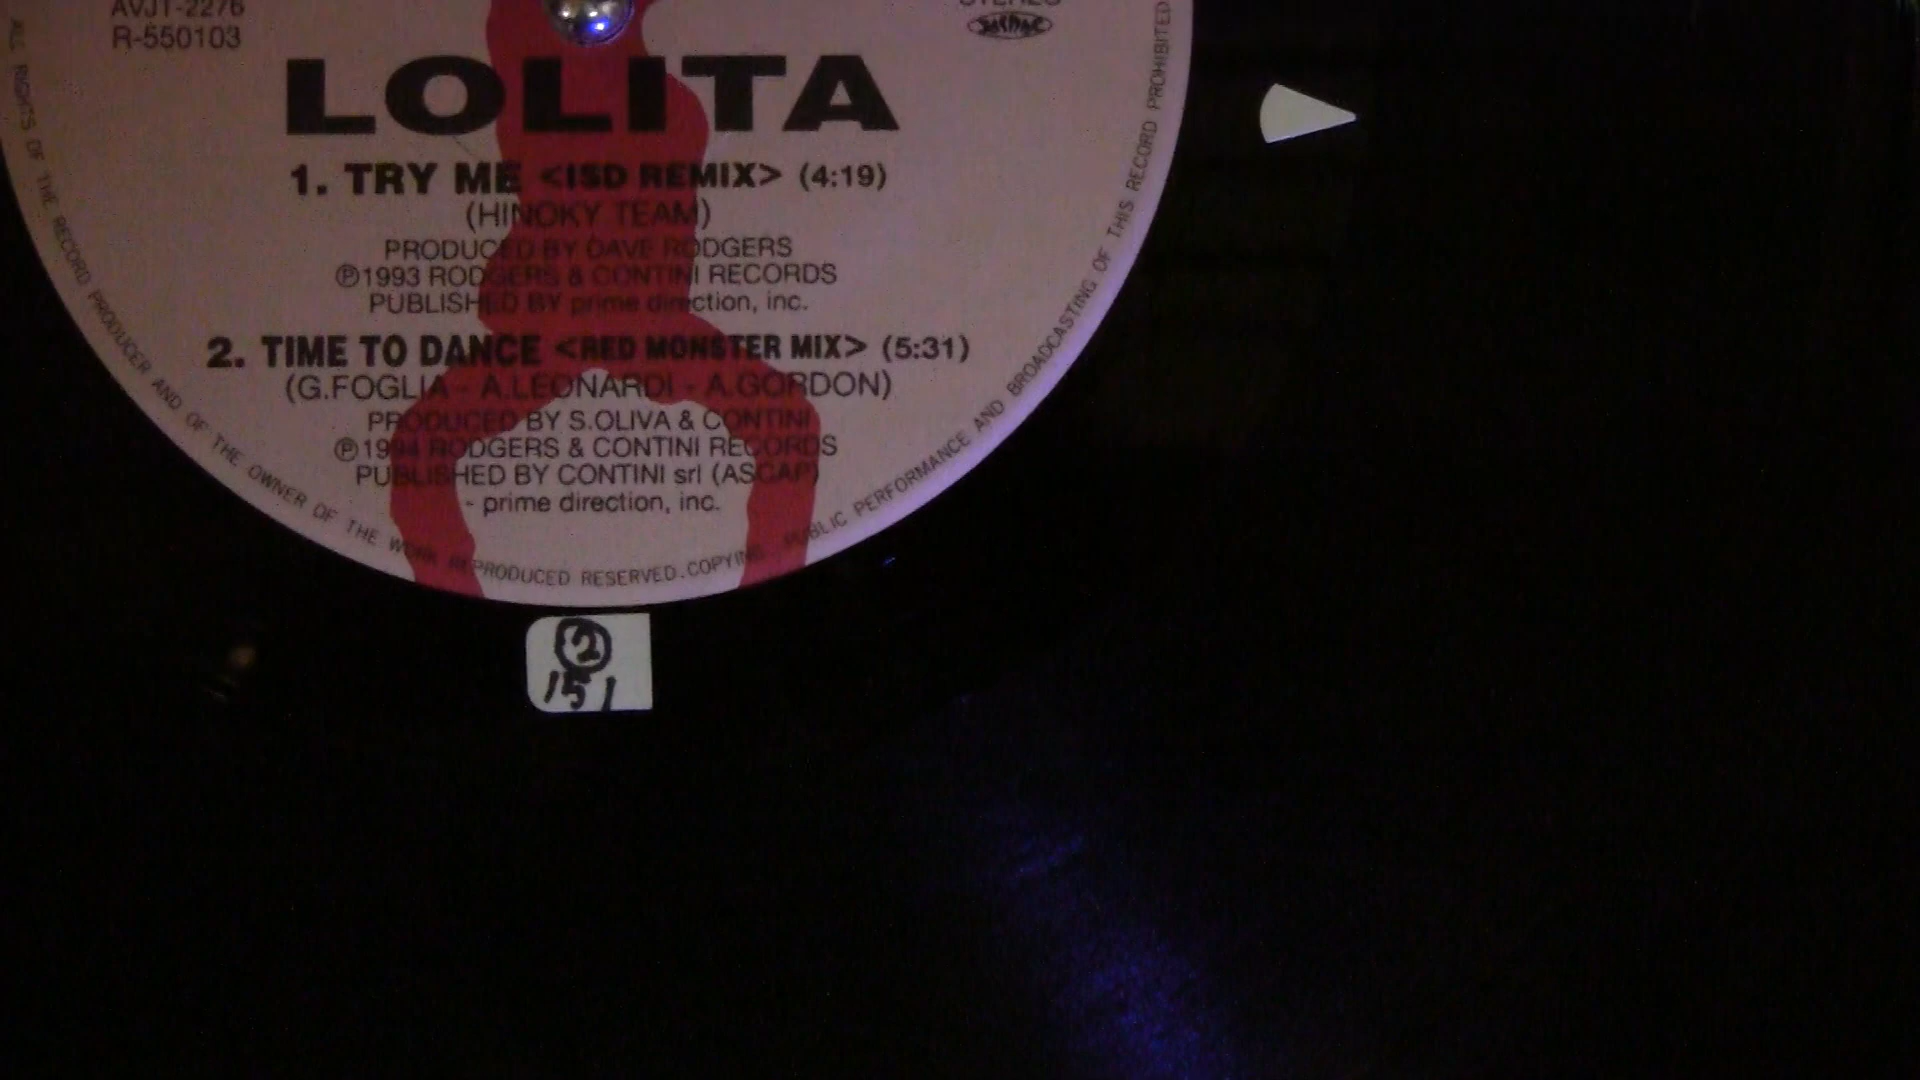 AVJT-2276
R-550103
STEREO
LOLITA
1. TRY ME <ISD REMIX> (4:19)
(HINOKY TEAM)
PRODUCED BY DAVE RODGERS
℗1993 RODGERS & CONTINI RECORDS
PUBLISHED BY prime direction, inc.
2. TIME TO DANCE <RED MONSTER MIX> (5:31)
(G.FOGLIA - A.LEONARDI - A.GORDON)
PRODUCED BY S.OLIVA & CONTINI
℗1994 RODGERS & CONTINI RECORDS
PUBLISHED BY CONTINI srl (ASCAP)
- prime direction, inc.
ALL RIGHTS OF THE RECORD PRODUCER AND OF THE OWNER OF THE WORK REPRODUCED RESERVED. COPYING, PUBLIC PERFORMANCE AND BROADCASTING OF THIS RECORD PROHIBITED
②
151